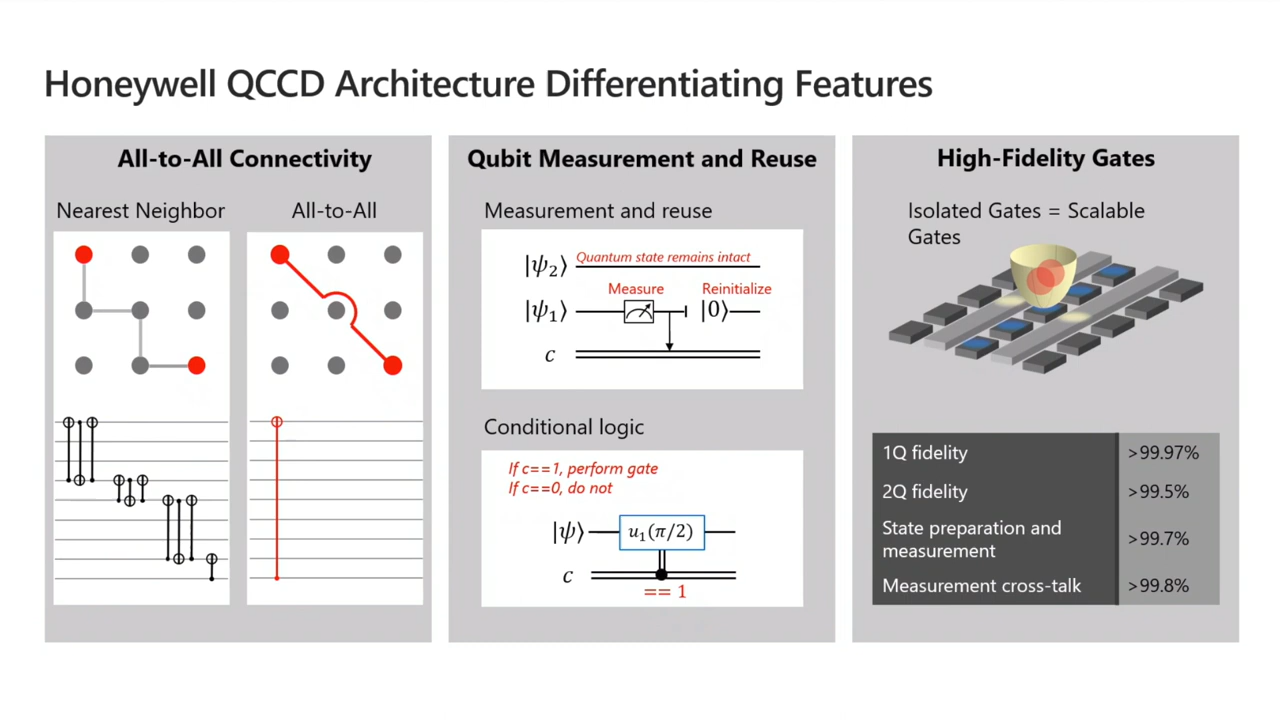 Honeywell QCCD Architecture Differentiating Features
All-to-All Connectivity
Nearest Neighbor
All-to-All
Qubit Measurement and Reuse
Measurement and reuse
|ψ₂⟩ Quantum state remains intact
Measure Reinitialize
|ψ₁⟩ |0⟩
c
Conditional logic
If c==1, perform gate
If c==0, do not
|ψ⟩ u₁(π/2)
c
== 1
High-Fidelity Gates
Isolated Gates = Scalable
Gates
1Q fidelity >99.97%
2Q fidelity >99.5%
State preparation and
measurement >99.7%
Measurement cross-talk >99.8%